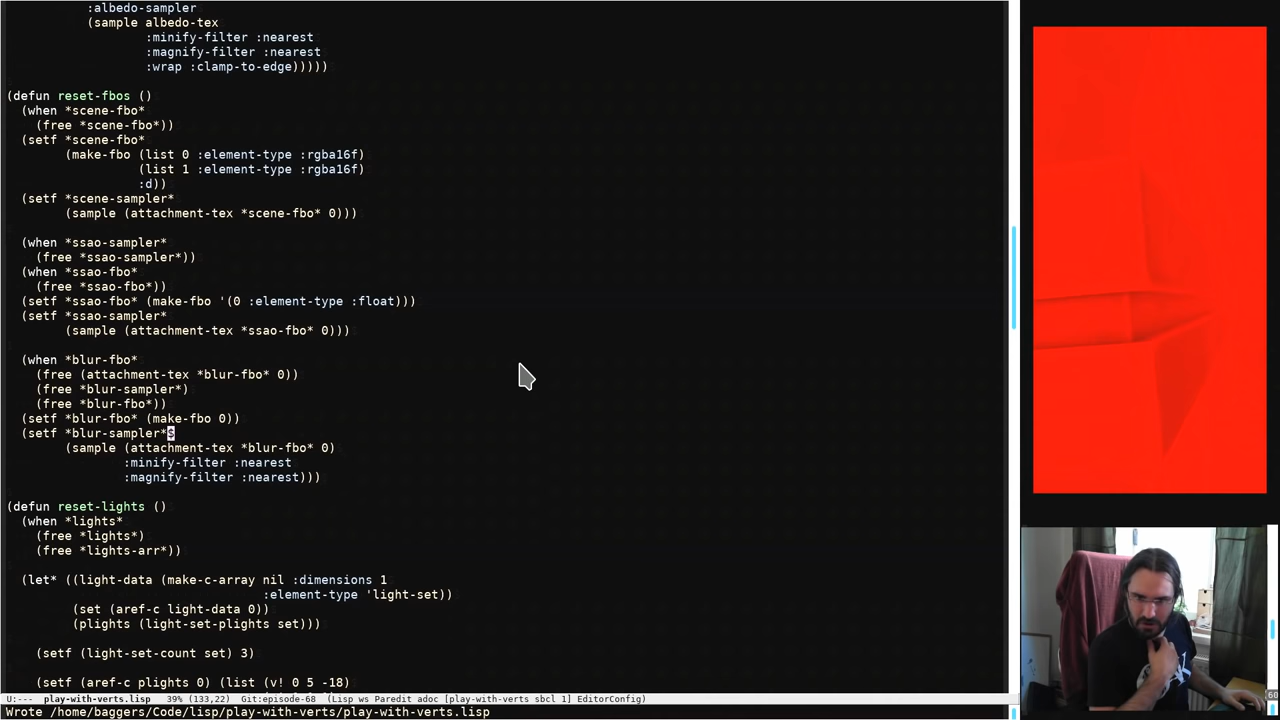 :albedo-sampler
(sample albedo-tex
:minify-filter :nearest
:magnify-filter :nearest
:wrap :clamp-to-edge)))))
(defun reset-fbos ()
(when *scene-fbo*
(free *scene-fbo*))
(setf *scene-fbo*
(make-fbo (list 0 :element-type :rgba16f)
(list 1 :element-type :rgba16f)
:d))
(setf *scene-sampler*
(sample (attachment-tex *scene-fbo* 0)))
(when *ssao-sampler*
(free *ssao-sampler*))
(when *ssao-fbo*
(free *ssao-fbo*))
(setf *ssao-fbo* (make-fbo '(0 :element-type :float)))
(setf *ssao-sampler*
(sample (attachment-tex *ssao-fbo* 0)))
(when *blur-fbo*
(free (attachment-tex *blur-fbo* 0))
(free *blur-sampler*)
(free *blur-fbo*))
(setf *blur-fbo* (make-fbo 0))
(setf *blur-sampler*$
(sample (attachment-tex *blur-fbo* 0)
:minify-filter :nearest
:magnify-filter :nearest)))
(defun reset-lights ()
(when *lights*
(free *lights*)
(free *lights-arr*))
(let* ((light-data (make-c-array nil :dimensions 1
:element-type 'light-set))
(set (aref-c light-data 0))
(plights (light-set-plights set)))
(setf (light-set-count set) 3)
(setf (aref-c plights 0) (list (v! 0 5 -18)
U:--- play-with-verts.lisp 39% (133,22) Git:episode-68 (Lisp ws Paredit adoc [play-with-verts sbcl 1] EditorConfig)
Wrote /home/baggers/Code/lisp/play-with-verts/play-with-verts.lisp
60